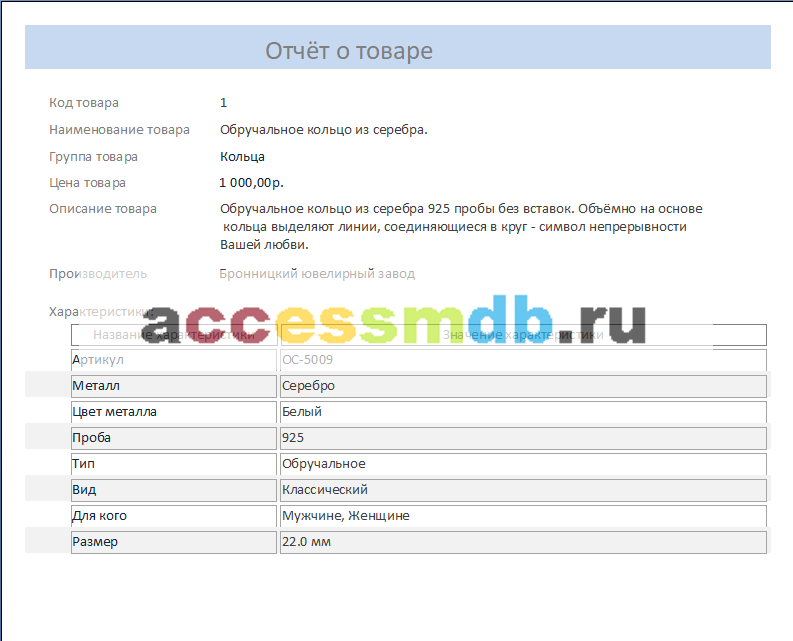 Отчёт о товаре
Код товара 1
Наименование товара Обручальное кольцо из серебра.
Группа товара Кольца
Цена товара 1 000,00р.
Описание товара Обручальное кольцо из серебра 925 пробы без вставок. Объёмно на основе
кольца выделяют линии, соединяющиеся в круг - символ непрерывности
Вашей любви.
Производитель Бронницкий ювелирный завод
Характеристики:
accessmdb.ru
Название характеристики Значение характеристики
Артикул ОС-5009
Металл Серебро
Цвет металла Белый
Проба 925
Тип Обручальное
Вид Классический
Для кого Мужчине, Женщине
Размер 22.0 мм